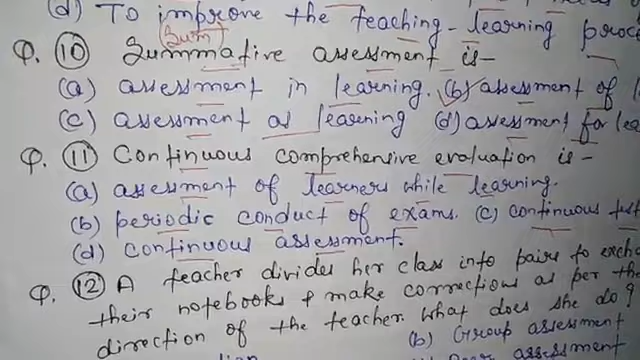 (d) To improve the teaching-learning
(Sum)
Q. (10) Summative assessment is-
(a) assessment in learning. (b) assessment of
(c) assessment as learning (d) assessment for
Q. (11) Continuous comprehensive evaluation is-
(a) assessment of learners while learning.
(b) periodic conduct of exams. (c) continuous
(d) continuous assessment.
Q. (12) A teacher divides her class into pairs to
their notebooks & make corrections as per
direction of the teacher. What does she do?
(b) Group assessment
assessment